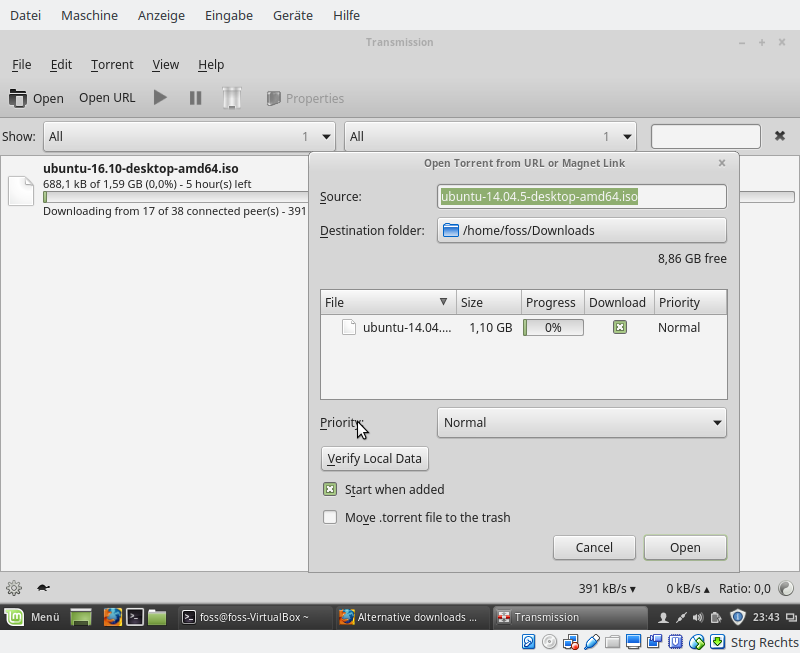 Datei Maschine Anzeige Eingabe Geräte Hilfe
Transmission
File Edit Torrent View Help
Open Open URL Properties
Show: All 1 All 1
ubuntu-16.10-desktop-amd64.iso
688,1 kB of 1,59 GB (0,0%) - 5 hour(s) left
Downloading from 17 of 38 connected peer(s) - 391
Open Torrent from URL or Magnet Link
Source: ubuntu-14.04.5-desktop-amd64.iso
Destination folder: /home/foss/Downloads
8,86 GB free
File Size Progress Download Priority
ubuntu-14.04.... 1,10 GB 0% Normal
Priority: Normal
Verify Local Data
Start when added
Move .torrent file to the trash
Cancel Open
391 kB/s 0 kB/s Ratio: 0,0
Menü foss@foss-VirtualBox ~ Alternative downloads ... Transmission 23:43
Strg Rechts